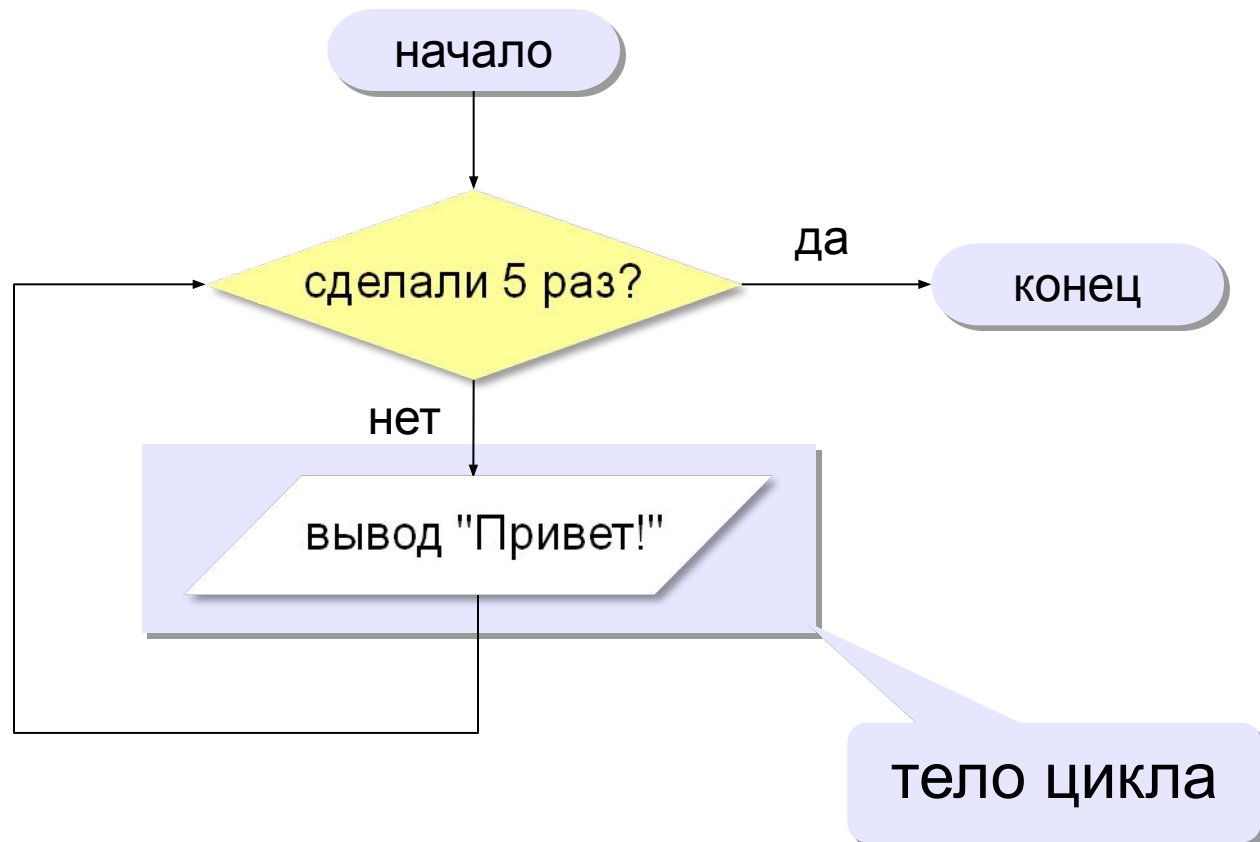 начало
сделали 5 раз?
да
конец
нет
вывод "Привет!"
тело цикла